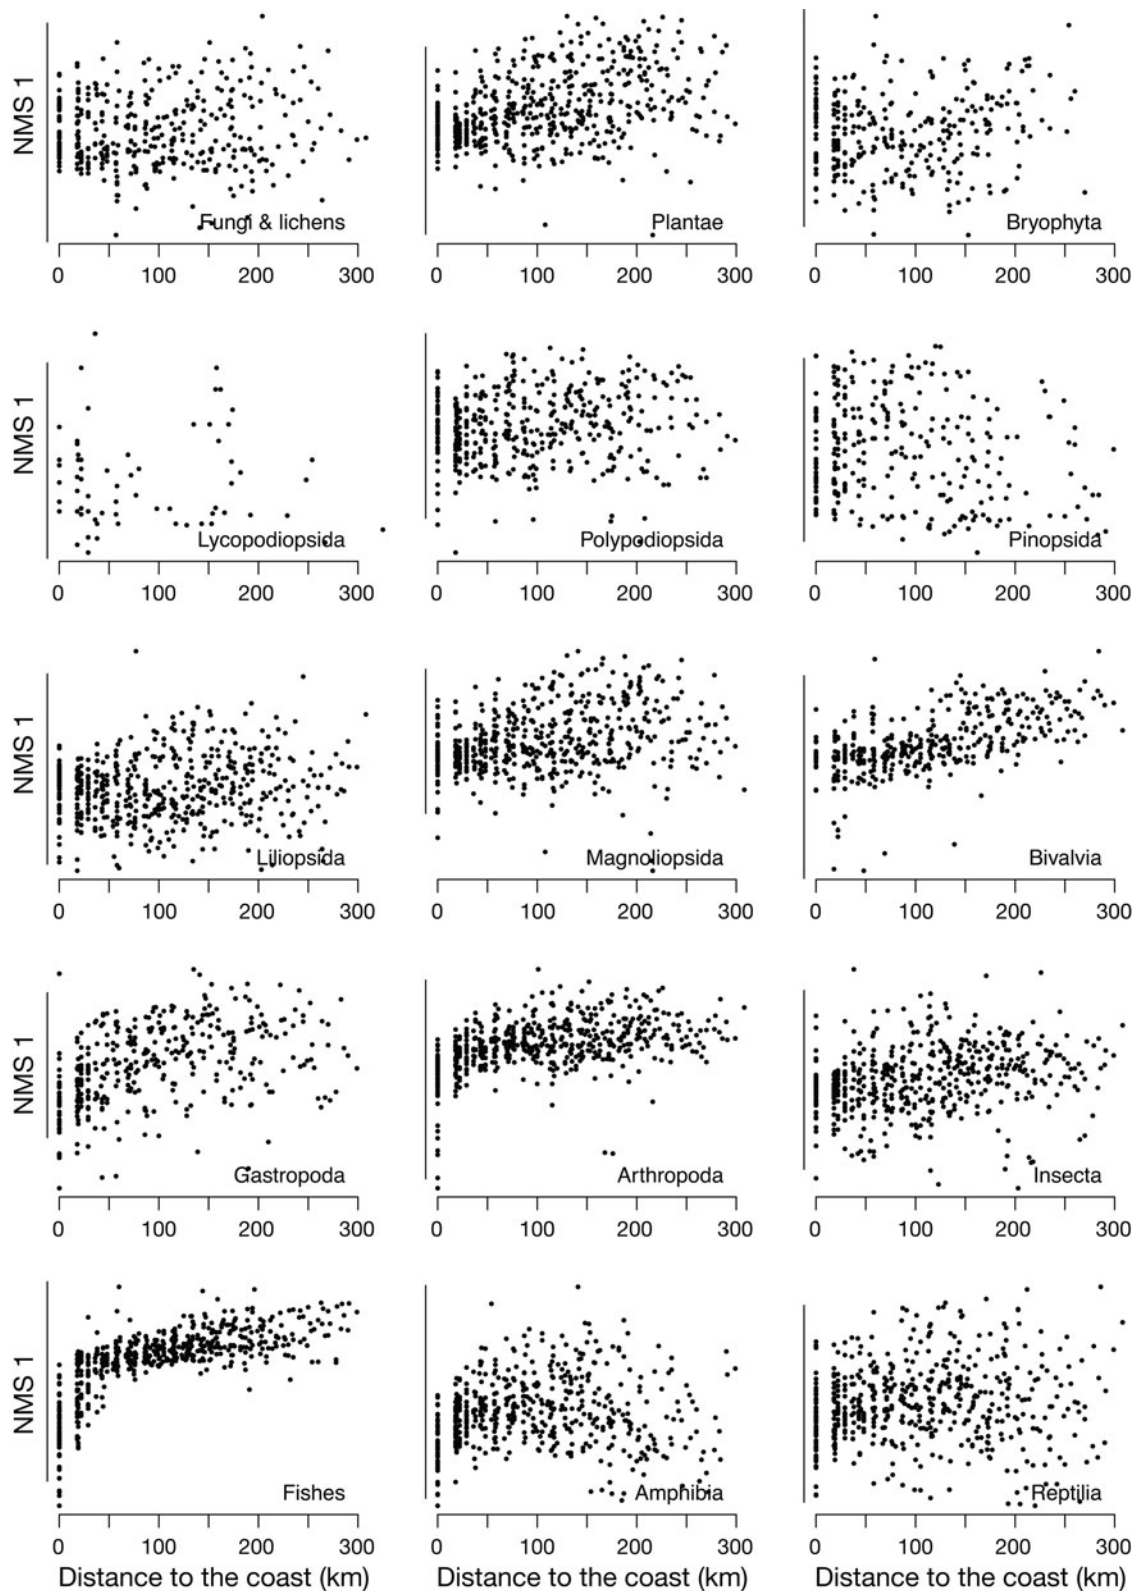 NMS 1
Fungi & lichens
Plantae
Bryophyta
0 100 200 300
0 100 200 300
0 100 200 300
NMS 1
Lycopodiopsida
Polypodiopsida
Pinopsida
0 100 200 300
0 100 200 300
0 100 200 300
NMS 1
Liliopsida
Magnoliopsida
Bivalvia
0 100 200 300
0 100 200 300
0 100 200 300
NMS 1
Gastropoda
Arthropoda
Insecta
0 100 200 300
0 100 200 300
0 100 200 300
NMS 1
Fishes
Amphibia
Reptilia
0 100 200 300
0 100 200 300
0 100 200 300
Distance to the coast (km)
Distance to the coast (km)
Distance to the coast (km)